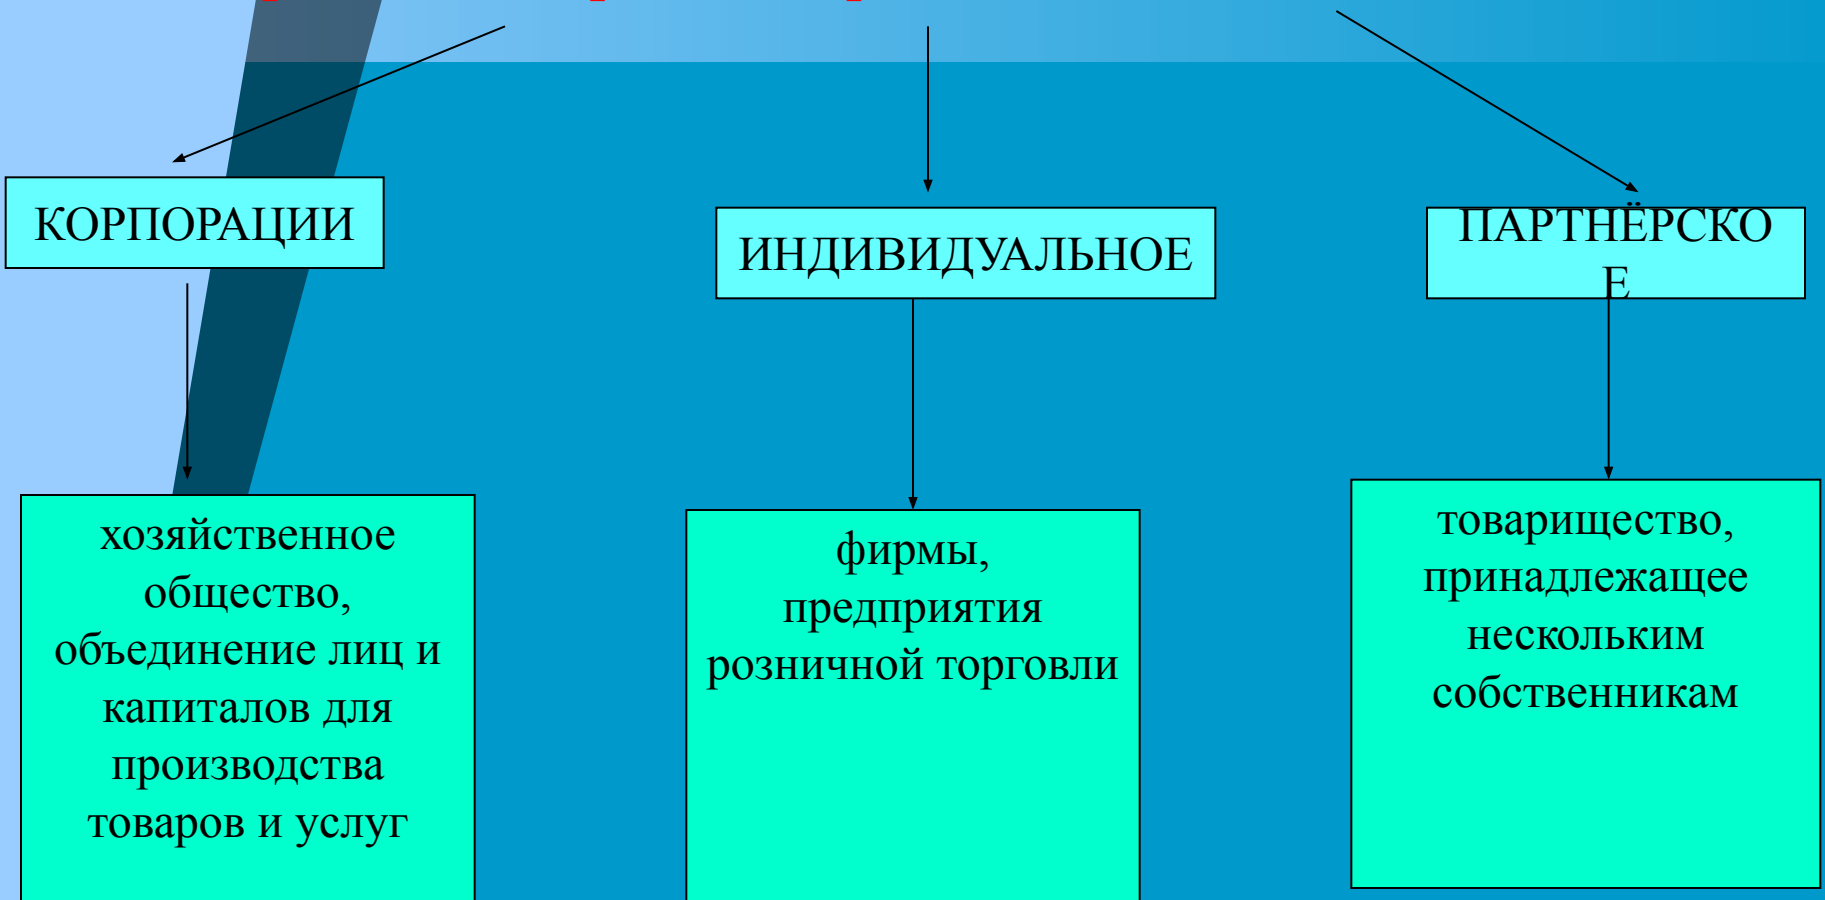 КОРПОРАЦИИ
хозяйственное
общество,
объединение лиц и
капиталов для
производства
товаров и услуг
ИНДИВИДУАЛЬНОЕ
фирмы,
предприятия
розничной торговли
ПАРТНЁРСКО
Е
товарищество,
принадлежащее
нескольким
собственникам